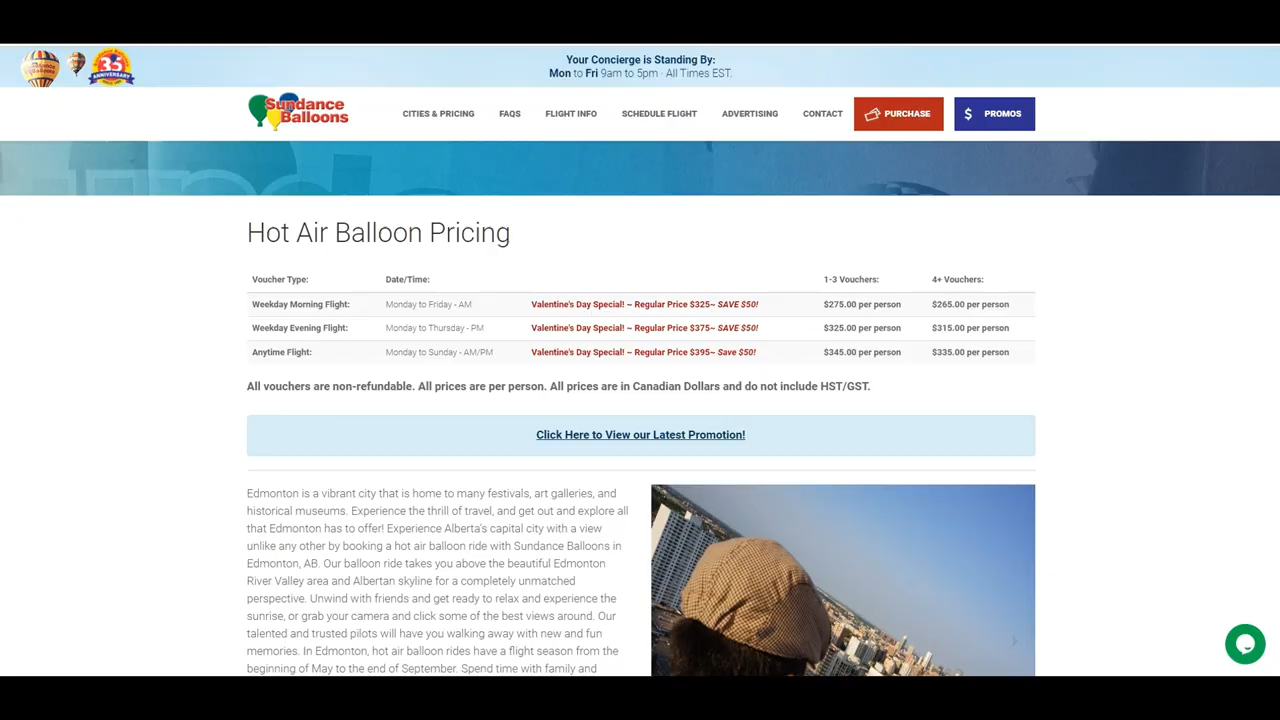 35
ANNIVERSARY
Your Concierge is Standing By:
Mon to Fri 9am to 5pm · All Times EST.
Sundance
Balloons
CITIES & PRICING
FAQS
FLIGHT INFO
SCHEDULE FLIGHT
ADVERTISING
CONTACT
PURCHASE
$ PROMOS
Hot Air Balloon Pricing
Voucher Type: Date/Time: 1-3 Vouchers: 4+ Vouchers:
Weekday Morning Flight: Monday to Friday - AM Valentine's Day Special! ~ Regular Price $325~ SAVE $50! $275.00 per person $265.00 per person
Weekday Evening Flight: Monday to Thursday - PM Valentine's Day Special! ~ Regular Price $375~ SAVE $50! $325.00 per person $315.00 per person
Anytime Flight: Monday to Sunday - AM/PM Valentine's Day Special! ~ Regular Price $395~ Save $50! $345.00 per person $335.00 per person
All vouchers are non-refundable. All prices are per person. All prices are in Canadian Dollars and do not include HST/GST.
Click Here to View our Latest Promotion!
Edmonton is a vibrant city that is home to many festivals, art galleries, and
historical museums. Experience the thrill of travel, and get out and explore all
that Edmonton has to offer! Experience Alberta's capital city with a view
unlike any other by booking a hot air balloon ride with Sundance Balloons in
Edmonton, AB. Our balloon ride takes you above the beautiful Edmonton
River Valley area and Albertan skyline for a completely unmatched
perspective. Unwind with friends and get ready to relax and experience the
sunrise, or grab your camera and click some of the best views around. Our
talented and trusted pilots will have you walking away with new and fun
memories. In Edmonton, hot air balloon rides have a flight season from the
beginning of May to the end of September. Spend time with family and